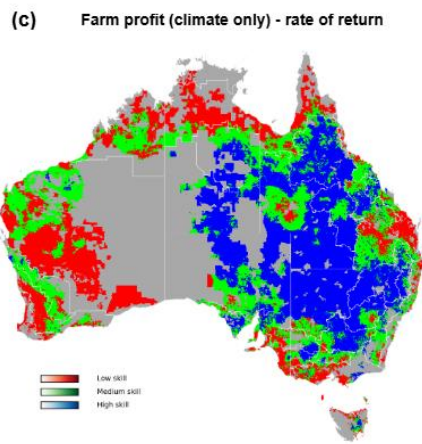 (c) Farm profit (climate only) - rate of return
Low skill
Medium skill
High skill